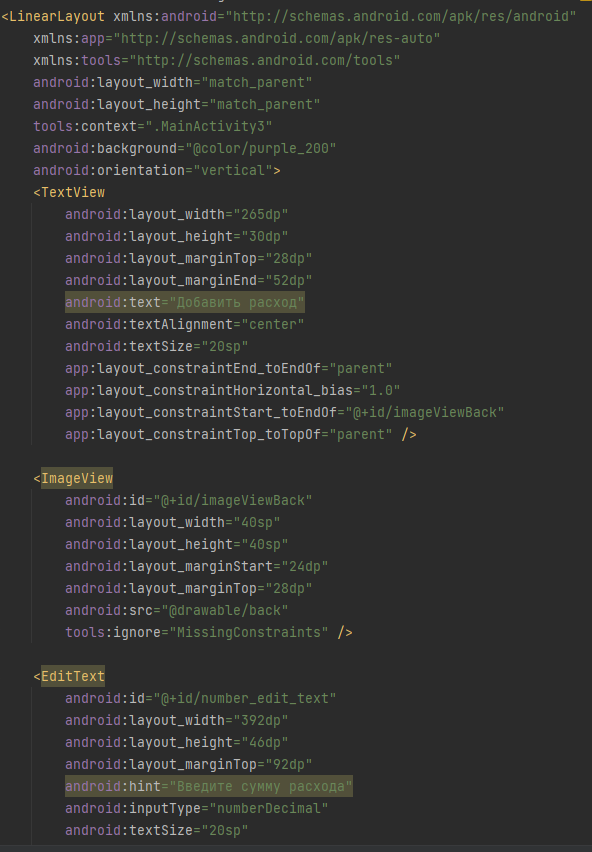 <LinearLayout xmlns:android="http://schemas.android.com/apk/res/android"
    xmlns:app="http://schemas.android.com/apk/res-auto"
    xmlns:tools="http://schemas.android.com/tools"
    android:layout_width="match_parent"
    android:layout_height="match_parent"
    tools:context=".MainActivity3"
    android:background="@color/purple_200"
    android:orientation="vertical">
    <TextView
        android:layout_width="265dp"
        android:layout_height="30dp"
        android:layout_marginTop="28dp"
        android:layout_marginEnd="52dp"
        android:text="Добавить расход"
        android:textAlignment="center"
        android:textSize="20sp"
        app:layout_constraintEnd_toEndOf="parent"
        app:layout_constraintHorizontal_bias="1.0"
        app:layout_constraintStart_toEndOf="@+id/imageViewBack"
        app:layout_constraintTop_toTopOf="parent" />

    <ImageView
        android:id="@+id/imageViewBack"
        android:layout_width="40sp"
        android:layout_height="40sp"
        android:layout_marginStart="24dp"
        android:layout_marginTop="28dp"
        android:src="@drawable/back"
        tools:ignore="MissingConstraints" />

    <EditText
        android:id="@+id/number_edit_text"
        android:layout_width="392dp"
        android:layout_height="46dp"
        android:layout_marginTop="92dp"
        android:hint="Введите сумму расхода"
        android:inputType="numberDecimal"
        android:textSize="20sp"